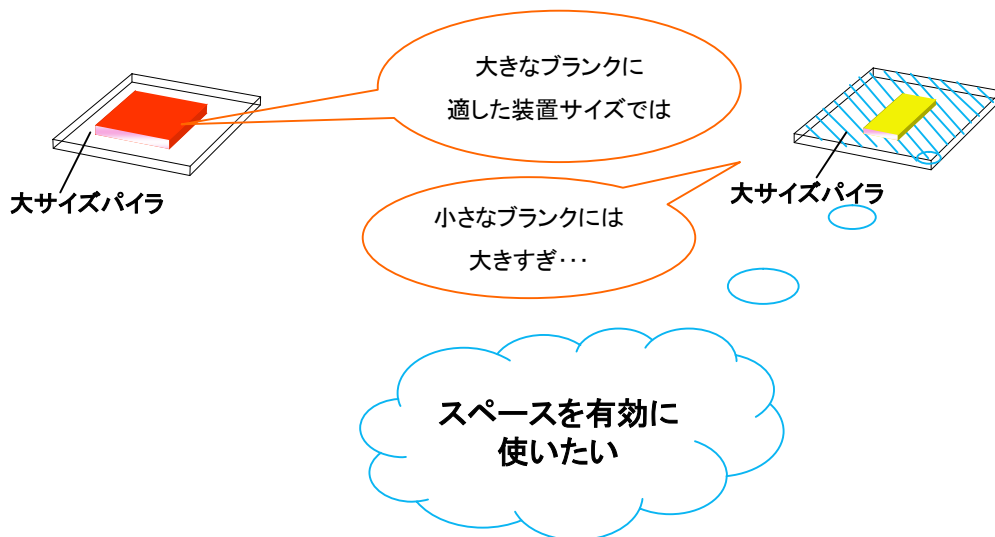 大きなブランクに
適した装置サイズでは
大サイズパイラ
大サイズパイラ
小さなブランクには
大きすぎ･･･
スペースを有効に
使いたい